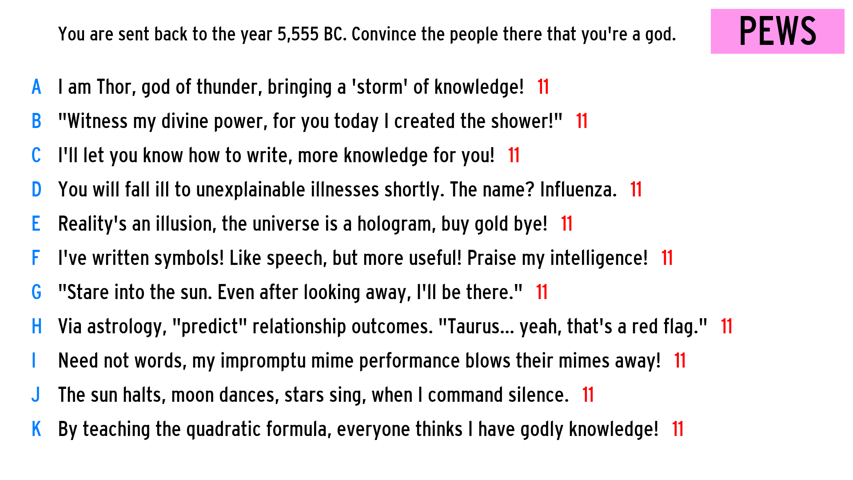 You are sent back to the year 5,555 BC. Convince the people there that you're a god.
PEWS
A I am Thor, god of thunder, bringing a 'storm' of knowledge! 11
B "Witness my divine power, for you today I created the shower!" 11
C I'll let you know how to write, more knowledge for you! 11
D You will fall ill to unexplainable illnesses shortly. The name? Influenza. 11
E Reality's an illusion, the universe is a hologram, buy gold bye! 11
F I've written symbols! Like speech, but more useful! Praise my intelligence! 11
G "Stare into the sun. Even after looking away, I'll be there." 11
H Via astrology, "predict" relationship outcomes. "Taurus... yeah, that's a red flag." 11
I Need not words, my impromptu mime performance blows their mimes away! 11
J The sun halts, moon dances, stars sing, when I command silence. 11
K By teaching the quadratic formula, everyone thinks I have godly knowledge! 11